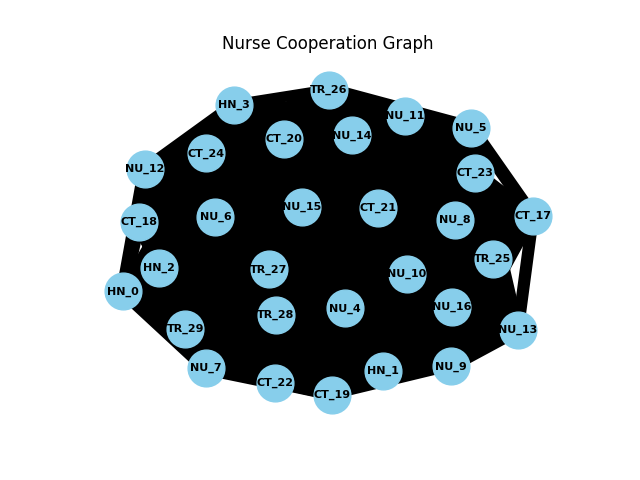 Nurse Cooperation Graph
TR_26
HN_3
NU_11
NU_5
NU_14
CT_20
CT_24
NU_12
CT_23
NU_15
CT_21
NU_6
CT_17
NU_8
CT_18
TR_25
HN_2
TR_27
NU_10
HN_0
NU_16
NU_4
TR_28
TR_29
NU_13
NU_9
NU_7
HN_1
CT_22
CT_19